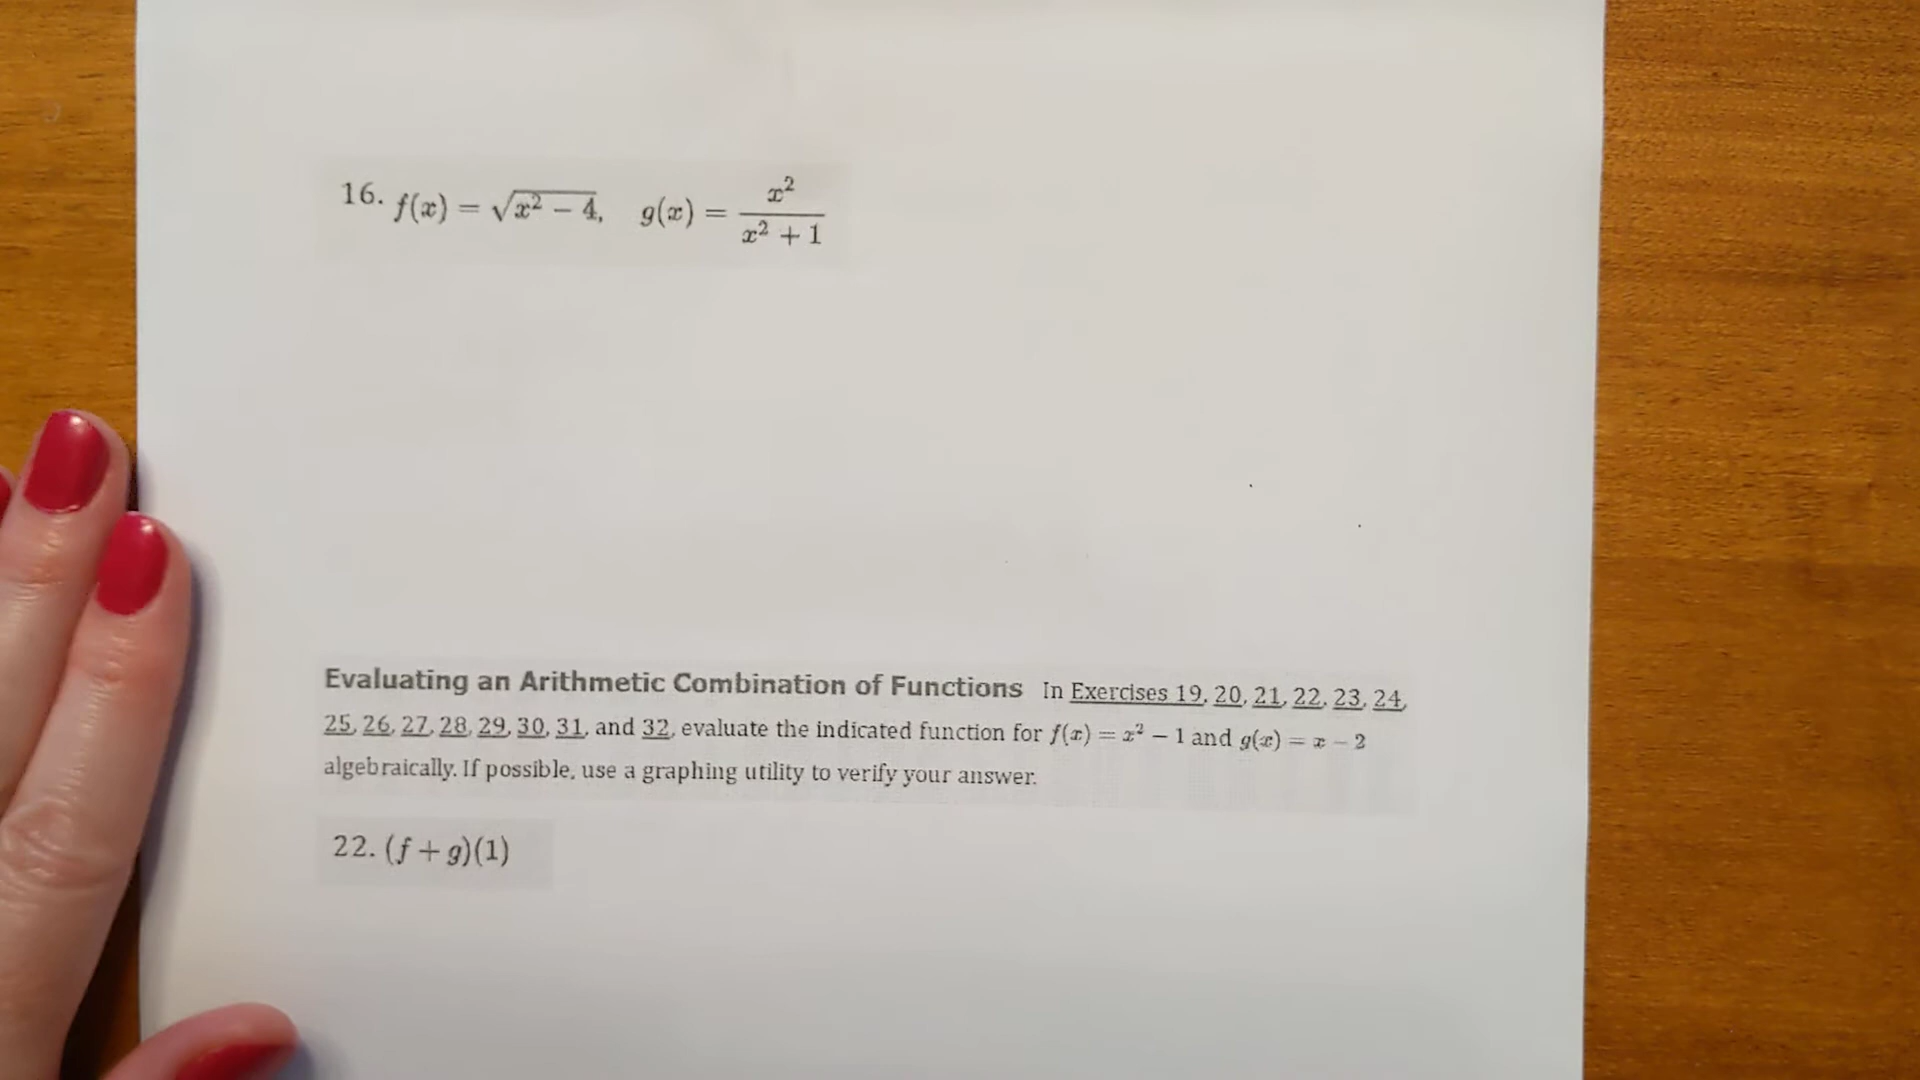 16. f(x) = √(x² − 4), g(x) = x²/(x² + 1)
Evaluating an Arithmetic Combination of Functions In Exercises 19, 20, 21, 22, 23, 24,
25, 26, 27, 28, 29, 30, 31, and 32, evaluate the indicated function for f(x) = x² − 1 and g(x) = x − 2
algebraically. If possible, use a graphing utility to verify your answer.
22. (f + g)(1)